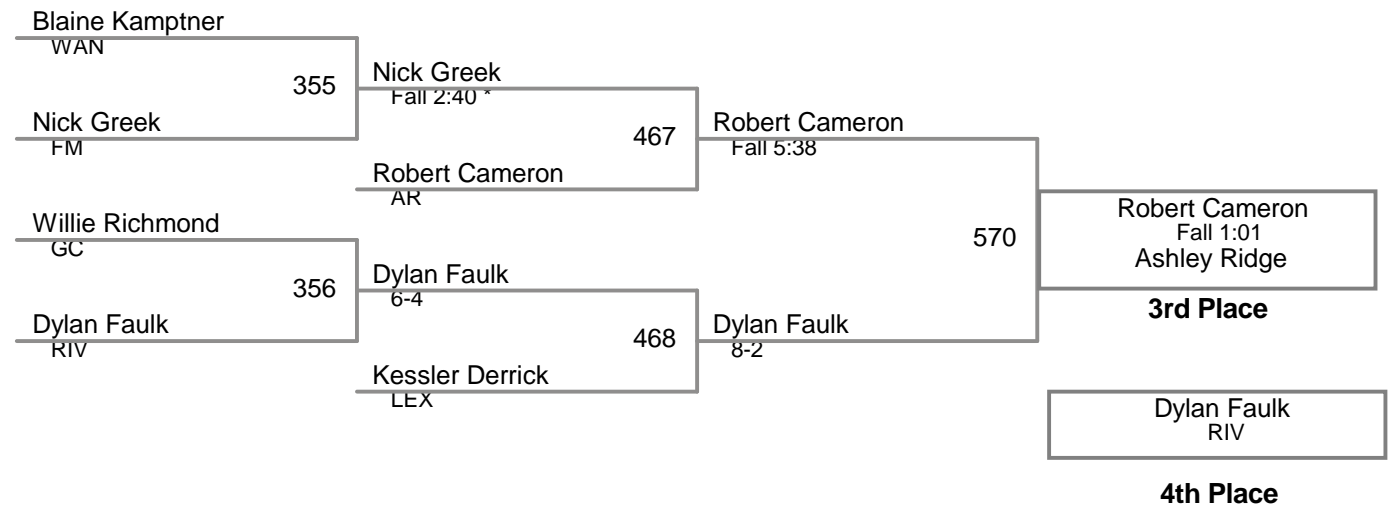 Blaine Kamptner
WAN
355
Nick Greek
Fall 2:40 *
Nick Greek
FM
467
Robert Cameron
Fall 5:38
Robert Cameron
AR
Willie Richmond
GC
570
Robert Cameron
Fall 1:01
Ashley Ridge
3rd Place
356
Dylan Faulk
6-4
Dylan Faulk
RIV
468
Dylan Faulk
8-2
Kessler Derrick
LEX
Dylan Faulk
RIV
4th Place